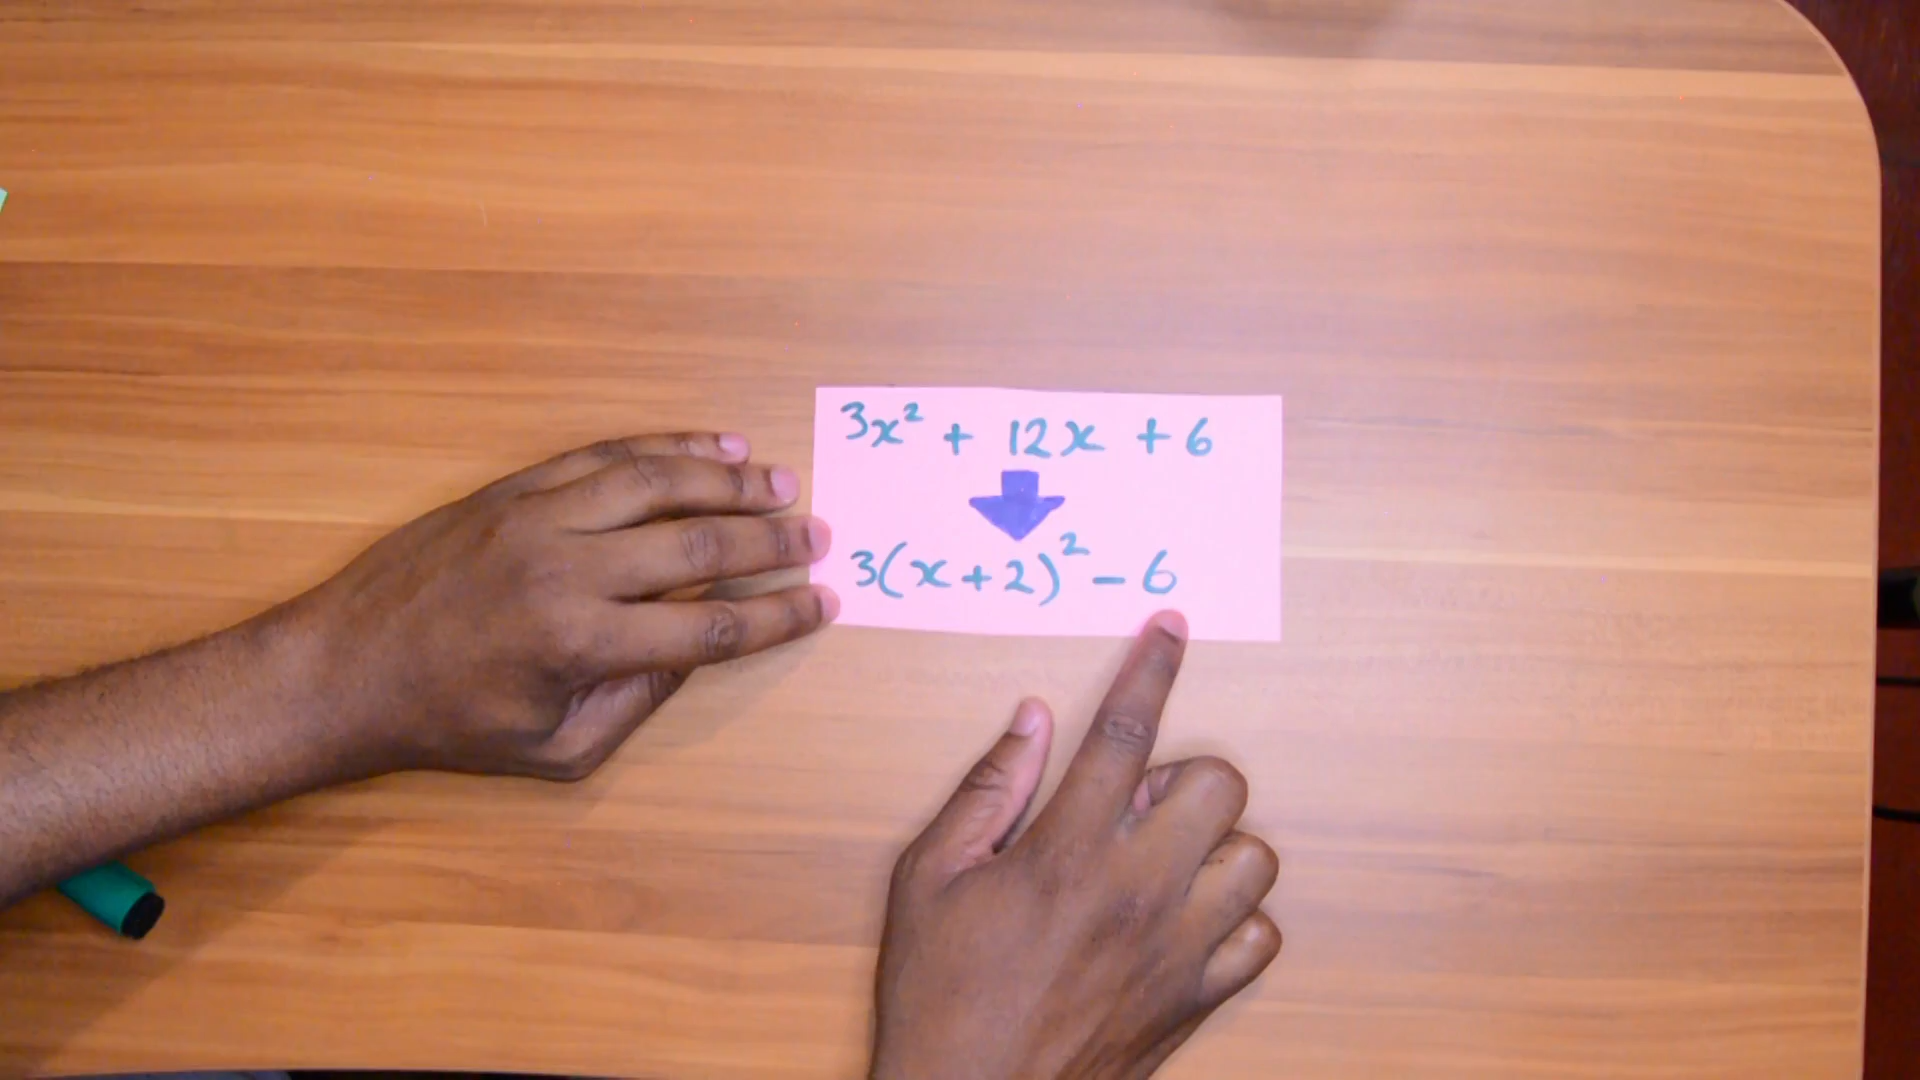 3x² + 12x + 6
3(x+2)² - 6